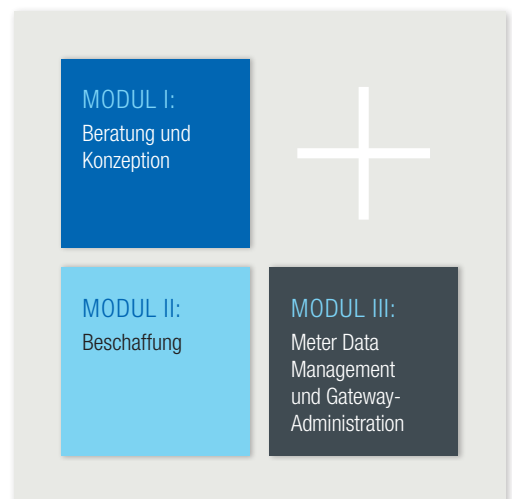 MODUL I:
Beratung und
Konzeption
MODUL II:
Beschaffung
MODUL III:
Meter Data
Management
und Gateway-
Administration